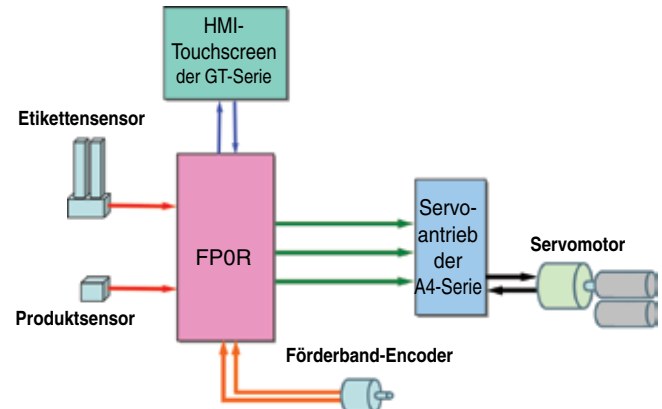 HMI-
Touchscreen
der GT-Serie
Etikettensensor
FP0R
Servo-
antrieb
der
A4-Serie
Servomotor
Produktsensor
Förderband-Encoder